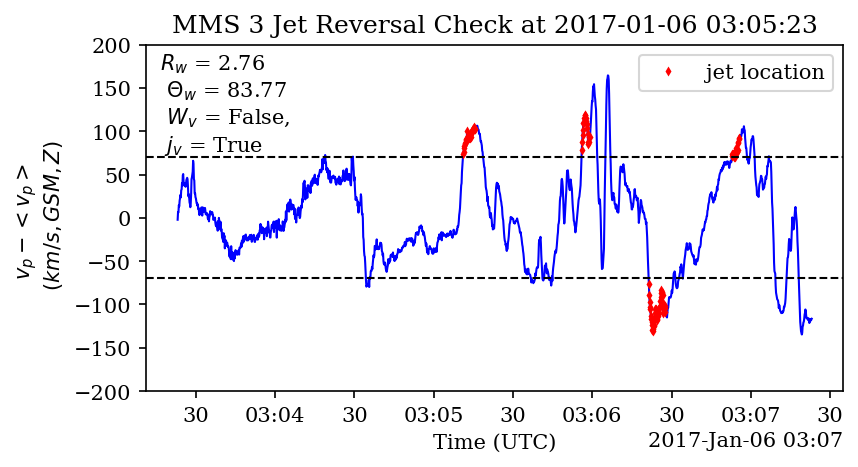 MMS 3 Jet Reversal Check at 2017-01-06 03:05:23
R_w = 2.76
Θ_w = 83.77
W_v = False,
j_v = True
jet location
v_p − < v_p >
(km/s, GSM, Z)
200
150
100
50
0
−50
−100
−150
−200
30 03:04 30 03:05 30 03:06 30 03:07 30
Time (UTC)
2017-Jan-06 03:07